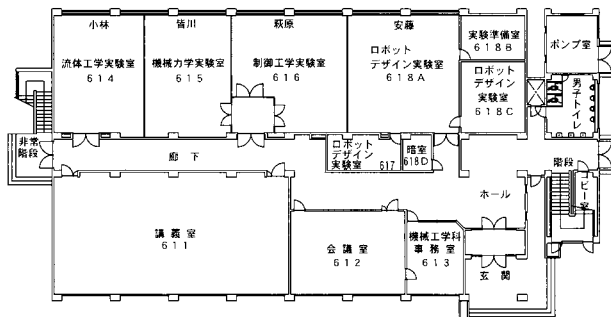 小林
流体工学実験室
614
皆川
機械力学実験室
615
萩原
制御工学実験室
616
安藤
ロボット
デザイン実験室
618A
実験準備室
618B
ロボット
デザイン
実験室
618C
ポンプ室
男子トイレ
非常
階段
廊下
ロボット
デザイン
実験室
617
暗室
618D
階段
コピー室
ホール
講義室
611
会議室
612
機械工学科
事務室
613
玄関